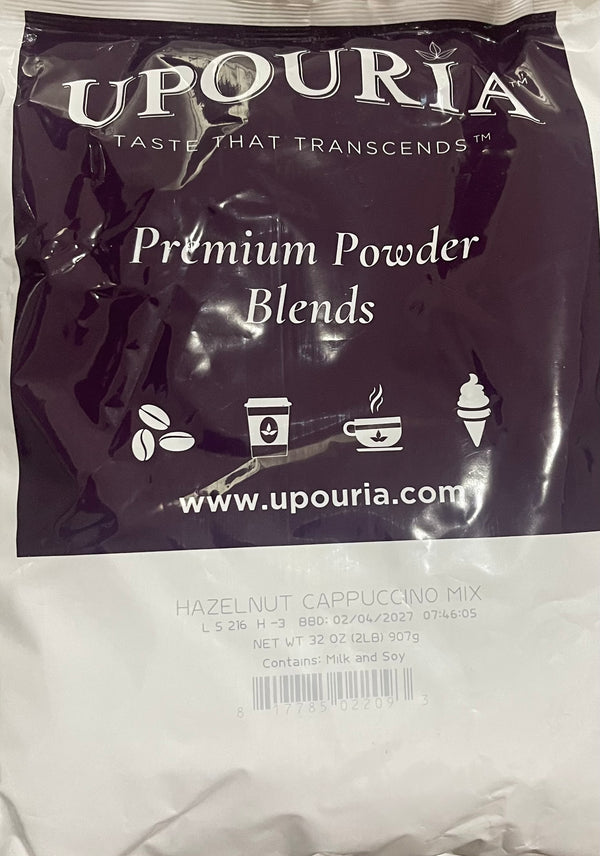 UPOURIA™
TASTE THAT TRANSCENDS™
Premium Powder
Blends
www.upouria.com
HAZELNUT CAPPUCCINO MIX
L 5 216 H -3 BBD: 02/04/2027 07:46:05
NET WT 32 OZ (2LB) 907g
Contains: Milk and Soy
8 17785 02209 3